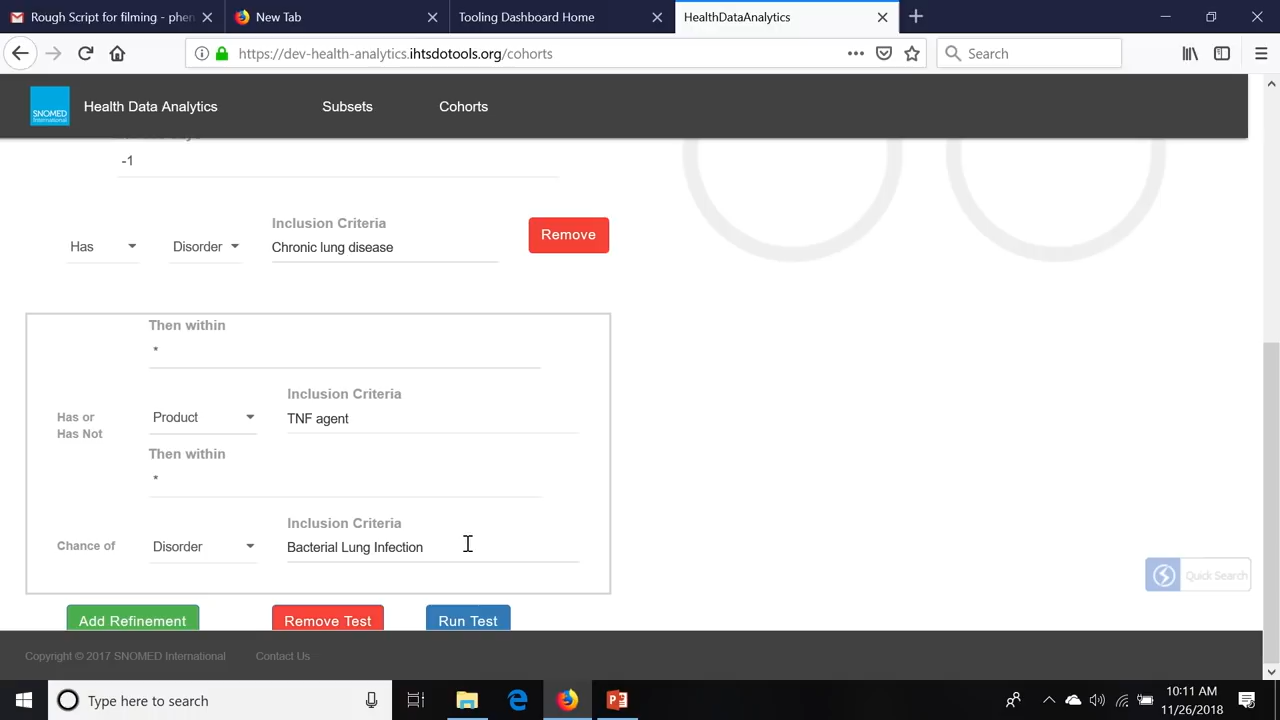 Rough Script for filming - phen
New Tab
Tooling Dashboard Home
HealthDataAnalytics
https://dev-health-analytics.ihtsdotools.org/cohorts
Search
SNOMED
International
Health Data Analytics
Subsets
Cohorts
-1
Inclusion Criteria
Has
Disorder
Chronic lung disease
Remove
Then within
*
Inclusion Criteria
Has or
Has Not
Product
TNF agent
Then within
*
Inclusion Criteria
Chance of
Disorder
Bacterial Lung Infection
Quick Search
Add Refinement
Remove Test
Run Test
Copyright © 2017 SNOMED International
Contact Us
Type here to search
10:11 AM
11/26/2018